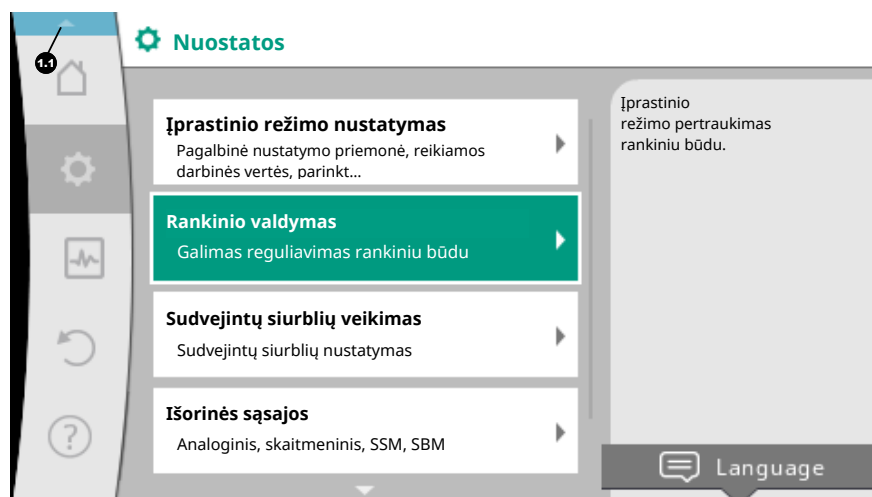 1.1
Nuostatos
Įprastinio režimo nustatymas
Pagalbinė nustatymo priemonė, reikiamos
darbinės vertės, parinkt...
Rankinio valdymas
Galimas reguliavimas rankiniu būdu
Sudvejintų siurblių veikimas
Sudvejintų siurblių nustatymas
Išorinės sąsajos
Analoginis, skaitmeninis, SSM, SBM
Įprastinio
režimo pertraukimas
rankiniu būdu.
?
Language